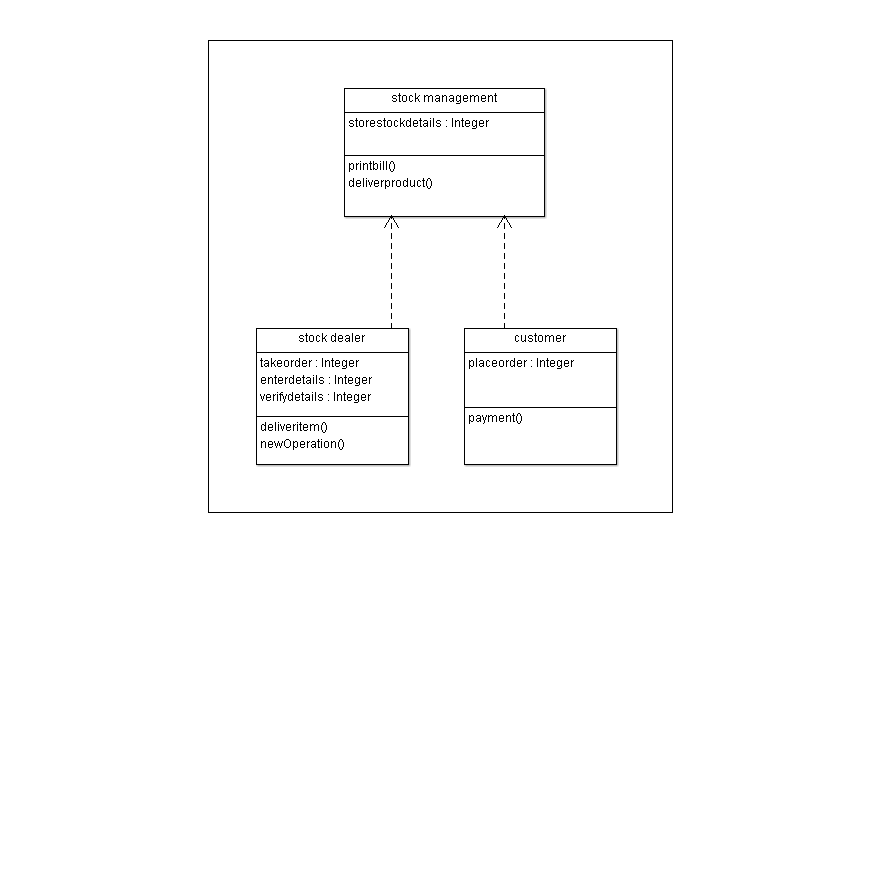 stock management
storestockdetails : Integer
printbill()
deliverproduct()
stock dealer
takeorder : Integer
enterdetails : Integer
verifydetails : Integer
deliveritem()
newOperation()
customer
placeorder : Integer
payment()